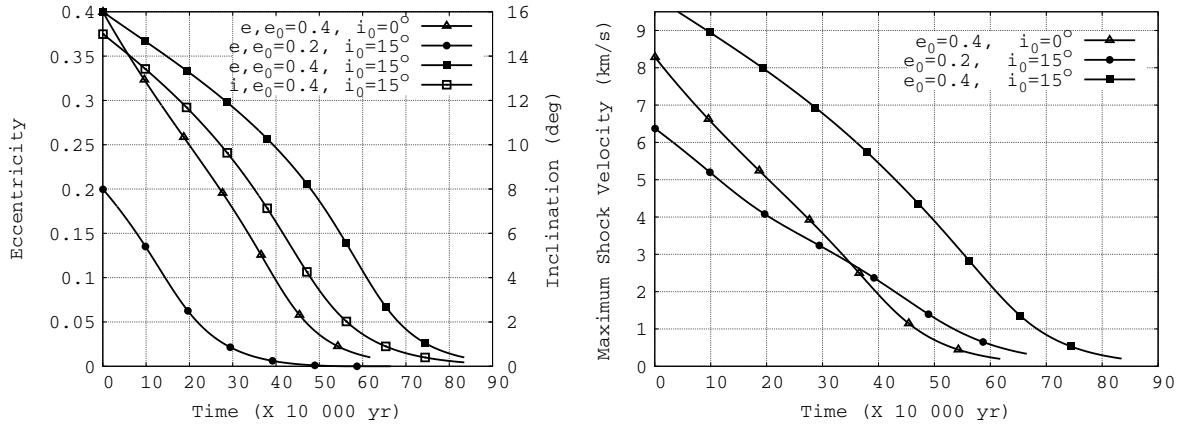 0.4
0.35
0.3
0.25
0.2
0.15
0.1
0.05
0
Eccentricity
0 10 20 30 40 50 60 70 80 90
Time (X 10 000 yr)
16
14
12
10
8
6
4
2
0
Inclination (deg)
e,e0=0.4, i0=0°
e,e0=0.2, i0=15°
e,e0=0.4, i0=15°
i,e0=0.4, i0=15°
9
8
7
6
5
4
3
2
1
0
Maximum Shock Velocity (km/s)
0 10 20 30 40 50 60 70 80 90
Time (X 10 000 yr)
e0=0.4, i0=0°
e0=0.2, i0=15°
e0=0.4, i0=15°